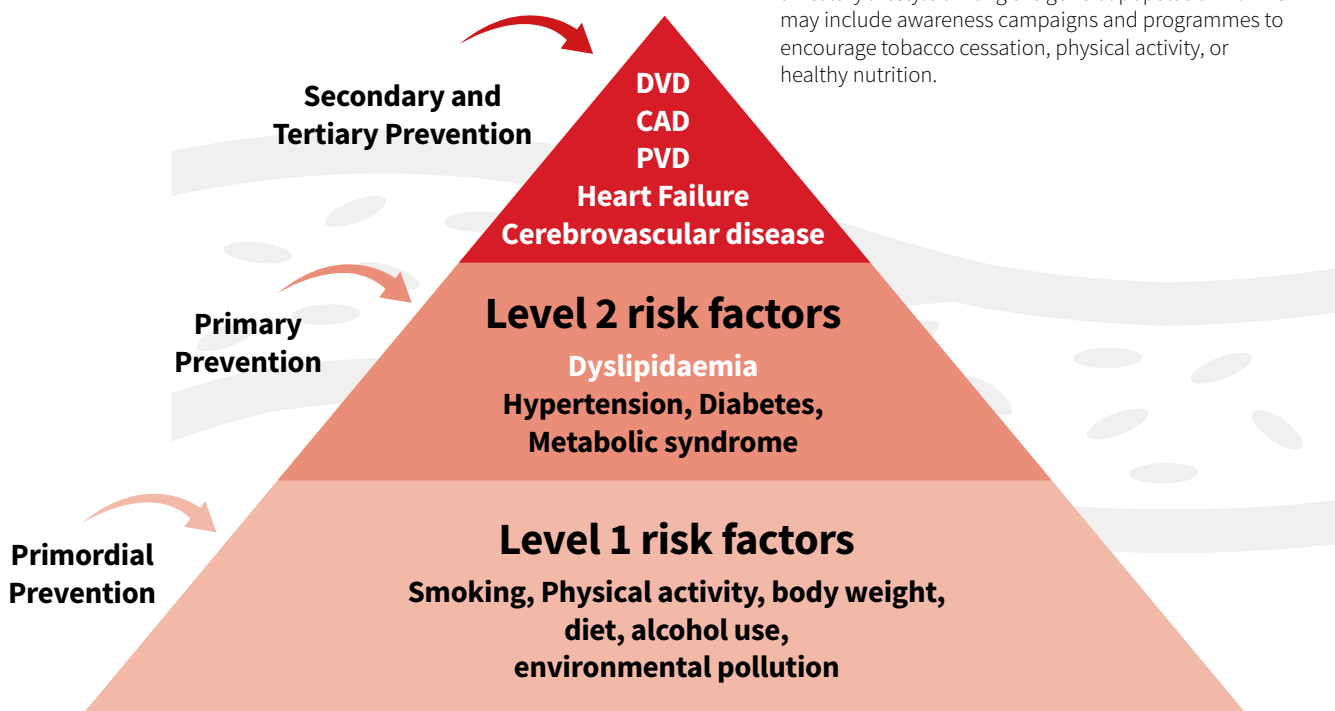 may include awareness campaigns and programmes to
encourage tobacco cessation, physical activity, or
healthy nutrition.
Secondary and
Tertiary Prevention
DVD
CAD
PVD
Heart Failure
Cerebrovascular disease
Primary
Prevention
Level 2 risk factors
Dyslipidaemia
Hypertension, Diabetes,
Metabolic syndrome
Primordial
Prevention
Level 1 risk factors
Smoking, Physical activity, body weight,
diet, alcohol use,
environmental pollution